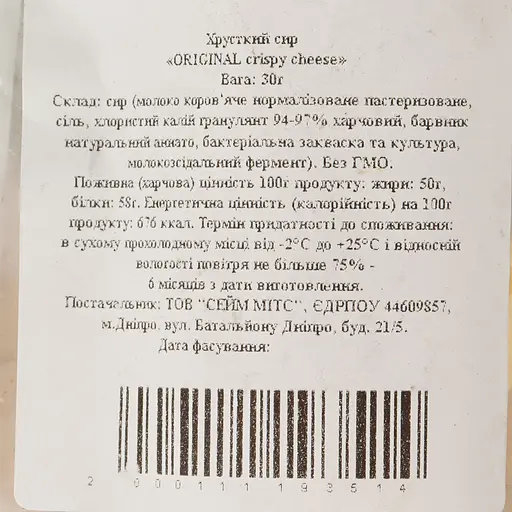 Хрусткий сир
«ORIGINAL crispy cheese»
Вага: 30г
Склад: сир (молоко коров'яче нормалізоване пастеризоване,
сіль, хлористий калій гранулянт 94-97% харчовий, барвник
натуральний аннато, бактеріальна закваска та культура,
молокозсідальний фермент). Без ГМО.
Поживна (харчова) цінність 100г продукту: жири: 50г,
білки: 58г. Енергетична цінність (калорійність) на 100г
продукту: 676 ккал. Термін придатності до споживання:
в сухому прохолодному місці від -2°С до +25°С і відносній
вологості повітря не більше 75% -
6 місяців з дати виготовлення.
Постачальник: ТОВ "СЕЙМ МІТС", ЄДРПОУ 44609857,
м.Дніпро, вул. Батальйону Дніпро, буд. 21/5.
Дата фасування:
2 000111 193514